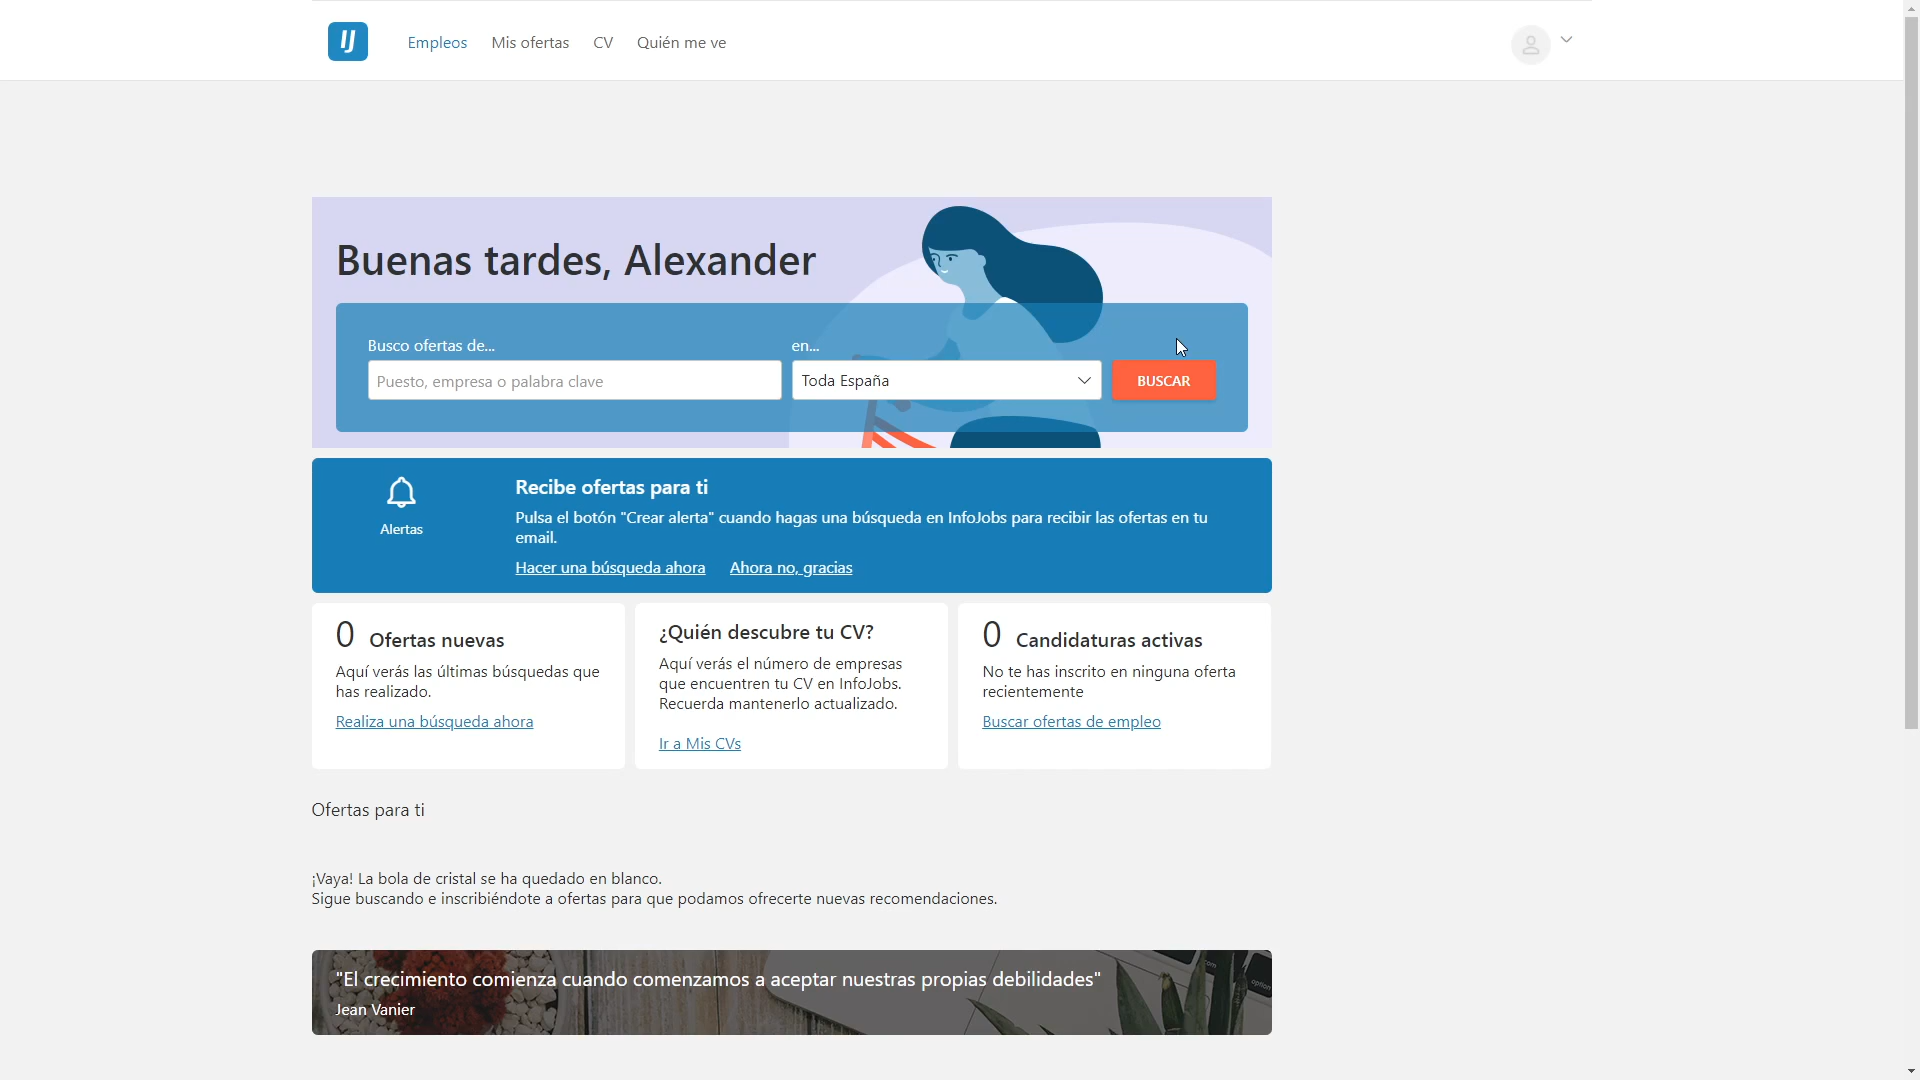 IJ
Empleos Mis ofertas CV Quién me ve
Buenas tardes, Alexander
Busco ofertas de...
en...
Puesto, empresa o palabra clave
Toda España
BUSCAR
Alertas
Recibe ofertas para ti
Pulsa el botón "Crear alerta" cuando hagas una búsqueda en InfoJobs para recibir las ofertas en tu
email.
Hacer una búsqueda ahora Ahora no, gracias
0 Ofertas nuevas
Aquí verás las últimas búsquedas que
has realizado.
Realiza una búsqueda ahora
¿Quién descubre tu CV?
Aquí verás el número de empresas
que encuentren tu CV en InfoJobs.
Recuerda mantenerlo actualizado.
Ir a Mis CVs
0 Candidaturas activas
No te has inscrito en ninguna oferta
recientemente
Buscar ofertas de empleo
Ofertas para ti
¡Vaya! La bola de cristal se ha quedado en blanco.
Sigue buscando e inscribiéndote a ofertas para que podamos ofrecerte nuevas recomendaciones.
"El crecimiento comienza cuando comenzamos a aceptar nuestras propias debilidades"
Jean Vanier
option